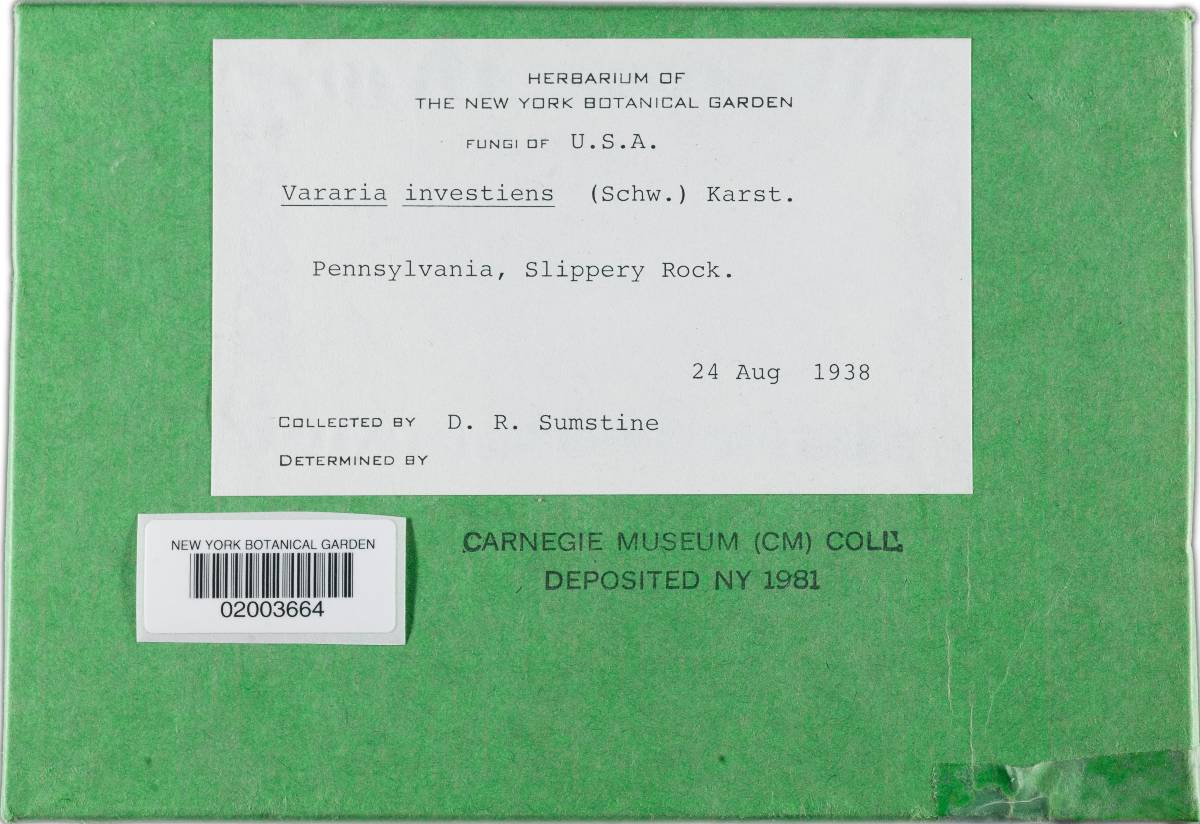 HERBARIUM OF
THE NEW YORK BOTANICAL GARDEN
FUNGI OF U.S.A.
Vararia investiens (Schw.) Karst.
Pennsylvania, Slippery Rock.
24 Aug 1938
COLLECTED BY D. R. Sumstine
DETERMINED BY
NEW YORK BOTANICAL GARDEN
02003664
CARNEGIE MUSEUM (CM) COLL.
DEPOSITED NY 1981